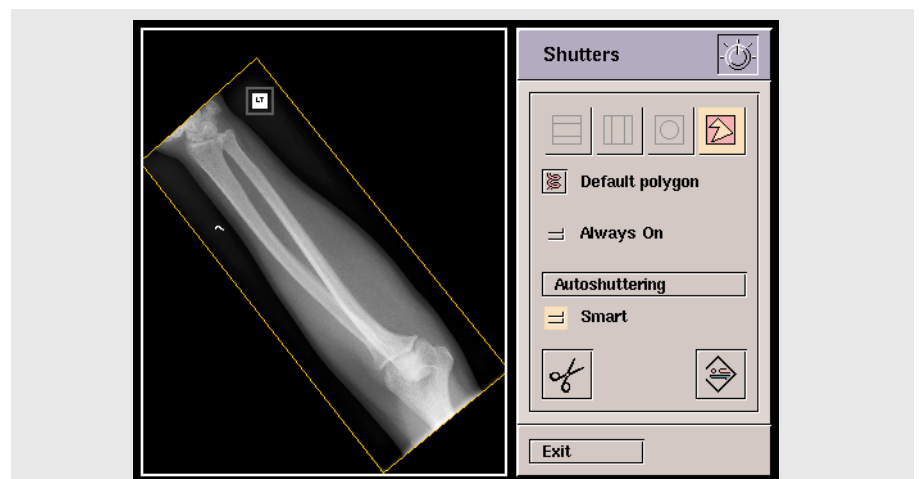 LT
Shutters
Default polygon
Always On
Autoshuttering
Smart
Exit